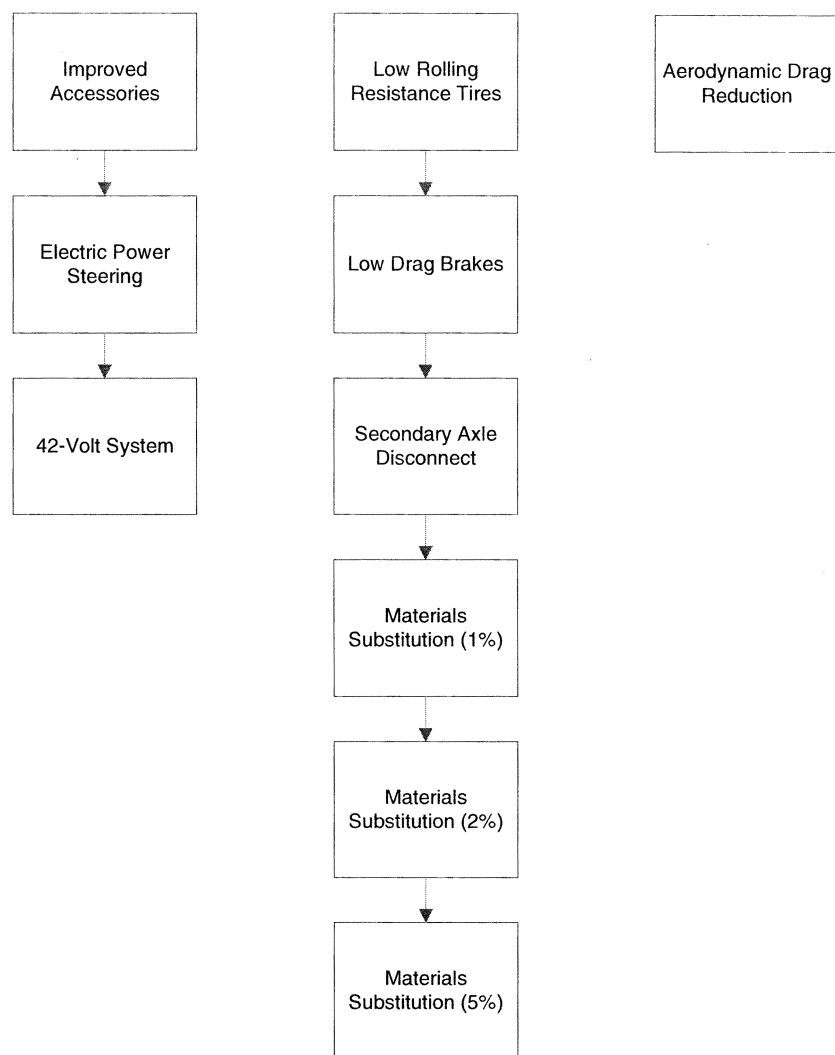 Improved
Accessories
Low Rolling
Resistance Tires
Aerodynamic Drag
Reduction
Electric Power
Steering
Low Drag Brakes
42-Volt System
Secondary Axle
Disconnect
Materials
Substitution (1%)
Materials
Substitution (2%)
Materials
Substitution (5%)